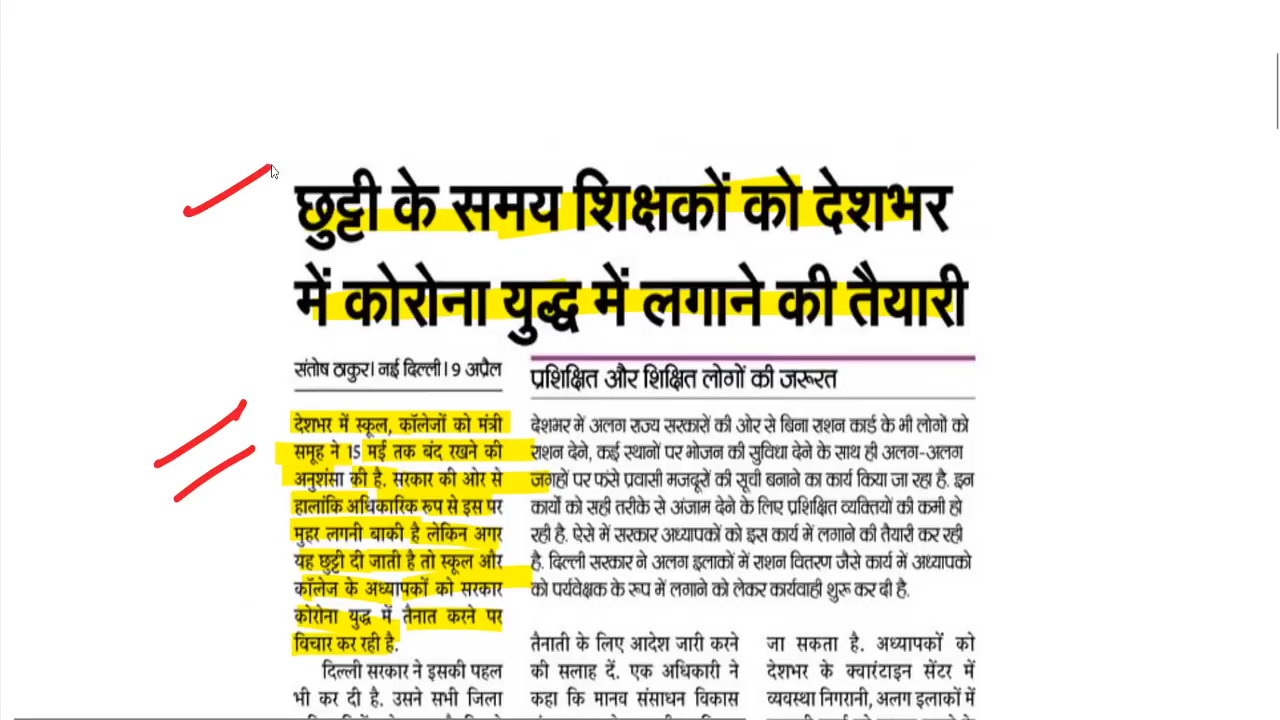 छुट्टी के समय शिक्षकों को देशभर
में कोरोना युद्ध में लगाने की तैयारी
संतोष ठाकुर। नई दिल्ली। 9 अप्रैल
देशभर में स्कूल, कॉलेजों को मंत्री
समूह ने 15 मई तक बंद रखने की
अनुशंसा की है. सरकार की ओर से
हालांकि अधिकारिक रूप से इस पर
मुहर लगनी बाकी है लेकिन अगर
यह छुट्टी दी जाती है तो स्कूल और
कॉलेज के अध्यापकों को सरकार
कोरोना युद्ध में तैनात करने पर
विचार कर रही है.
दिल्ली सरकार ने इसकी पहल
भी कर दी है. उसने सभी जिला
प्रशिक्षित और शिक्षित लोगों की जरूरत
देशभर में अलग राज्य सरकारों की ओर से बिना राशन कार्ड के भी लोगों को
राशन देने, कई स्थानों पर भोजन की सुविधा देने के साथ ही अलग-अलग
जगहों पर फंसे प्रवासी मजदूरों की सूची बनाने का कार्य किया जा रहा है. इन
कार्यों को सही तरीके से अंजाम देने के लिए प्रशिक्षित व्यक्तियों की कमी हो
रही है. ऐसे में सरकार अध्यापकों को इस कार्य में लगाने की तैयारी कर रही
है. दिल्ली सरकार ने अलग इलाकों में राशन वितरण जैसे कार्य में अध्यापको
को पर्यवेक्षक के रूप में लगाने को लेकर कार्यवाही शुरू कर दी है.
तैनाती के लिए आदेश जारी करने
की सलाह दें. एक अधिकारी ने
कहा कि मानव संसाधन विकास
जा सकता है. अध्यापकों को
देशभर के क्वारंटाइन सेंटर में
व्यवस्था निगरानी, अलग इलाकों में